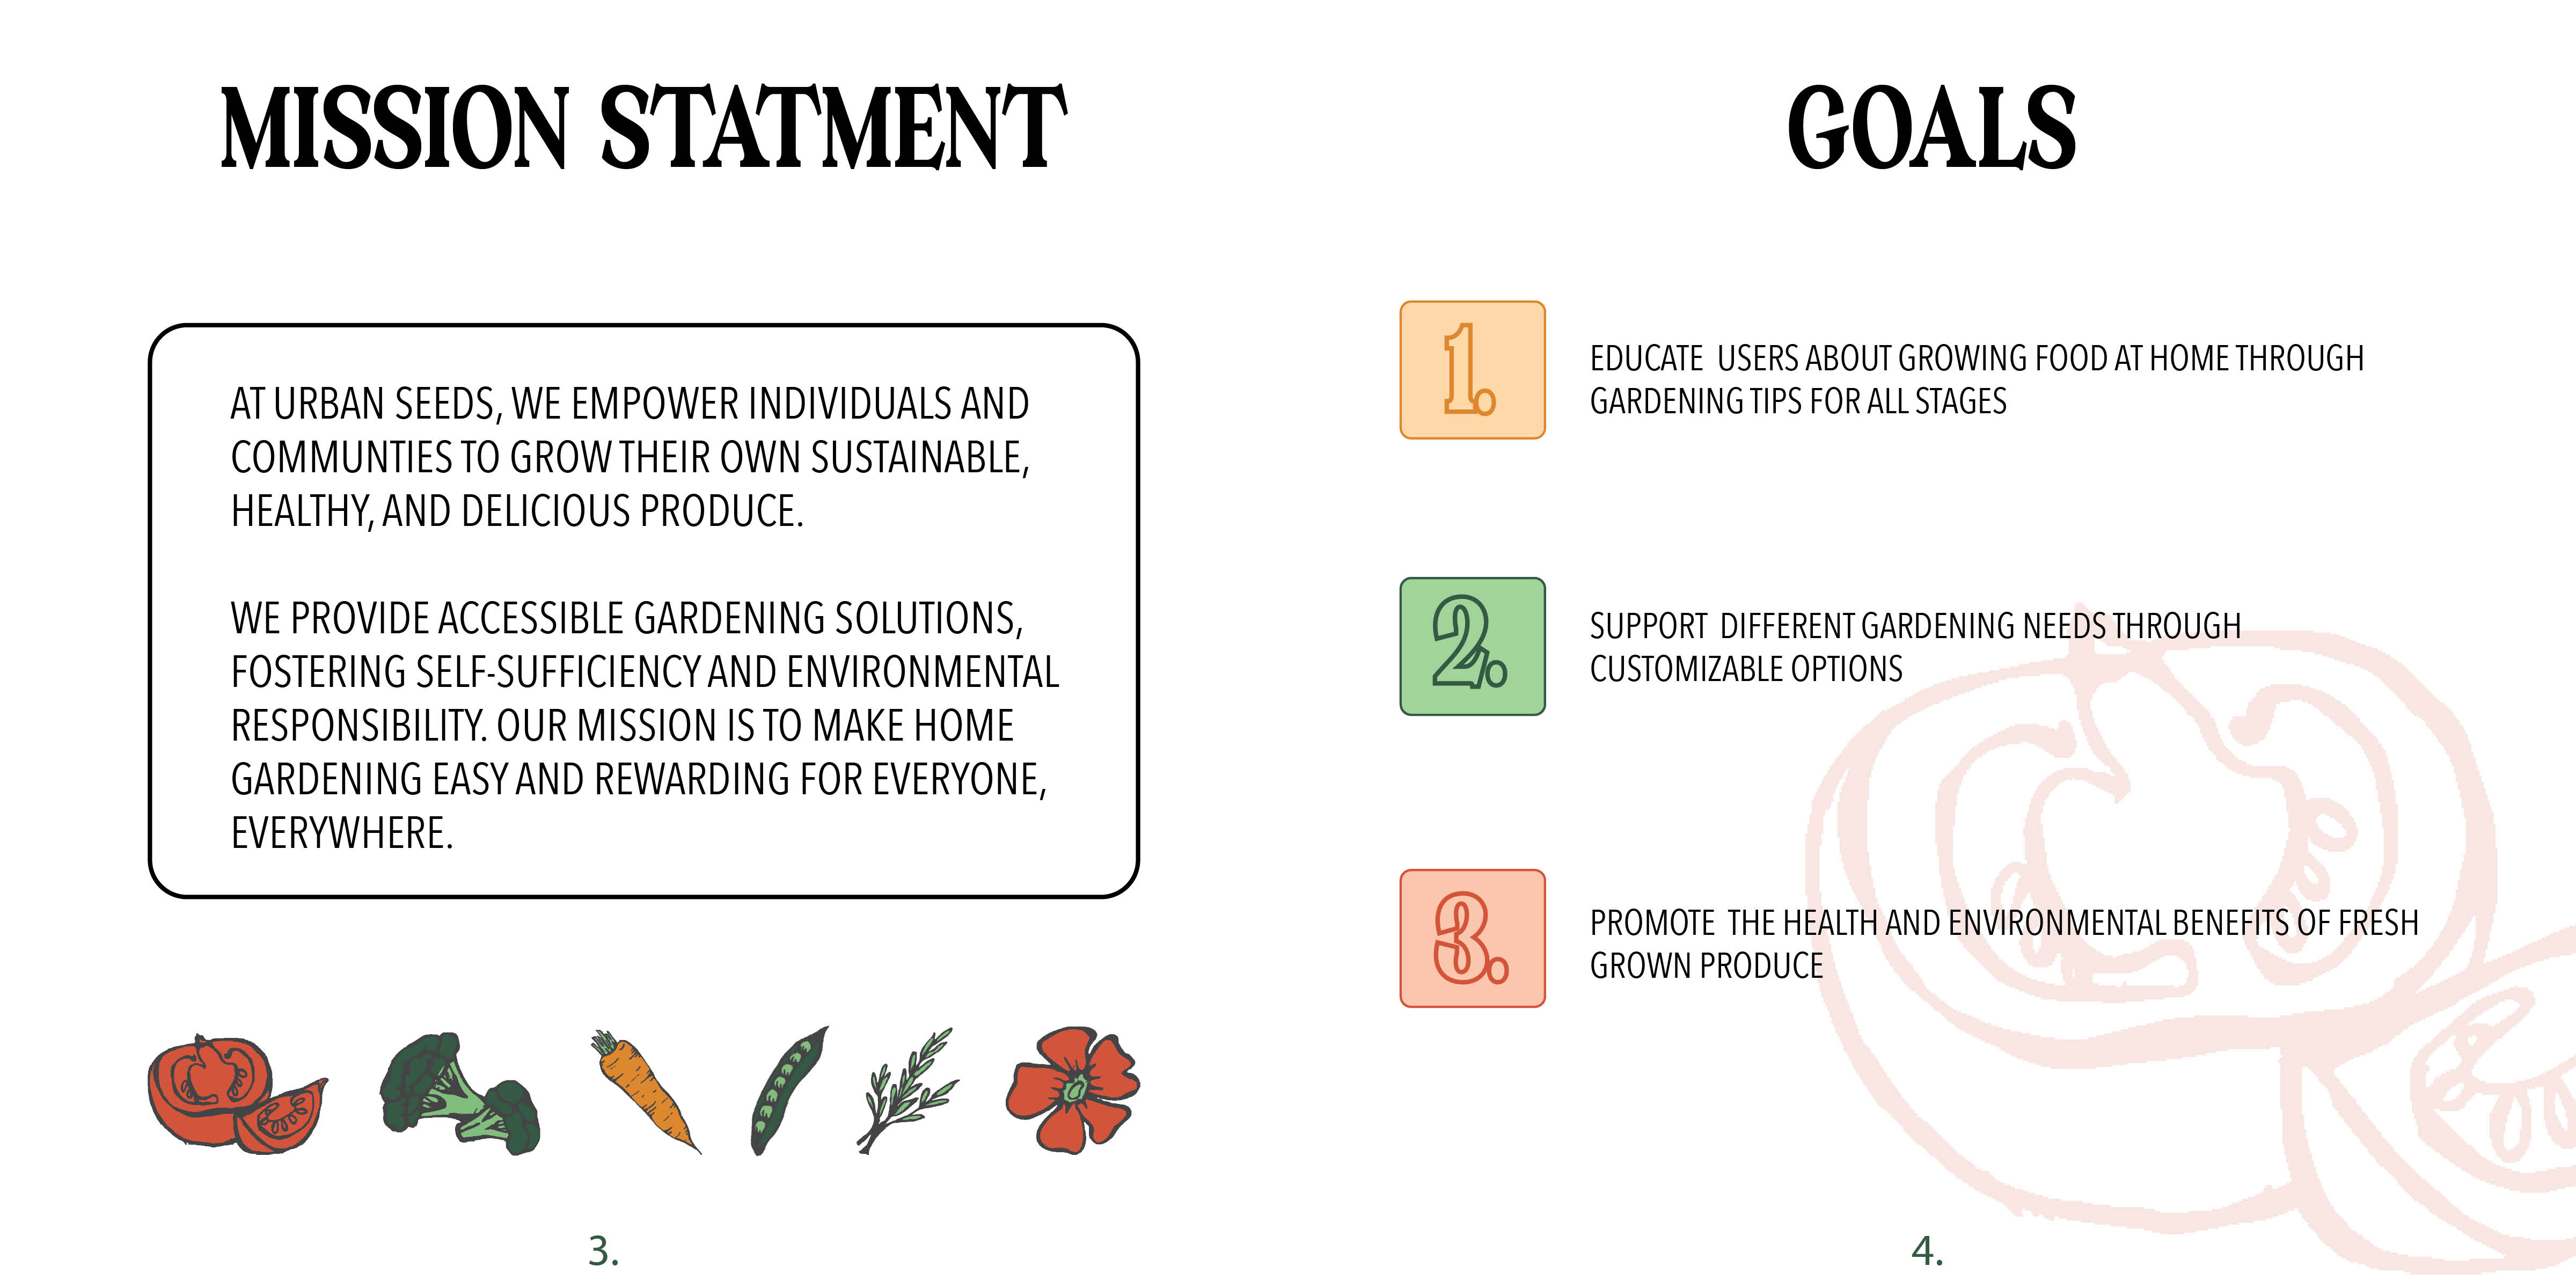 MISSION STATMENT
AT URBAN SEEDS, WE EMPOWER INDIVIDUALS AND
COMMUNTIES TO GROW THEIR OWN SUSTAINABLE,
HEALTHY, AND DELICIOUS PRODUCE.
WE PROVIDE ACCESSIBLE GARDENING SOLUTIONS,
FOSTERING SELF-SUFFICIENCY AND ENVIRONMENTAL
RESPONSIBILITY. OUR MISSION IS TO MAKE HOME
GARDENING EASY AND REWARDING FOR EVERYONE,
EVERYWHERE.
3.
GOALS
1.
EDUCATE USERS ABOUT GROWING FOOD AT HOME THROUGH
GARDENING TIPS FOR ALL STAGES
2.
SUPPORT DIFFERENT GARDENING NEEDS THROUGH
CUSTOMIZABLE OPTIONS
3.
PROMOTE THE HEALTH AND ENVIRONMENTAL BENEFITS OF FRESH
GROWN PRODUCE
4.